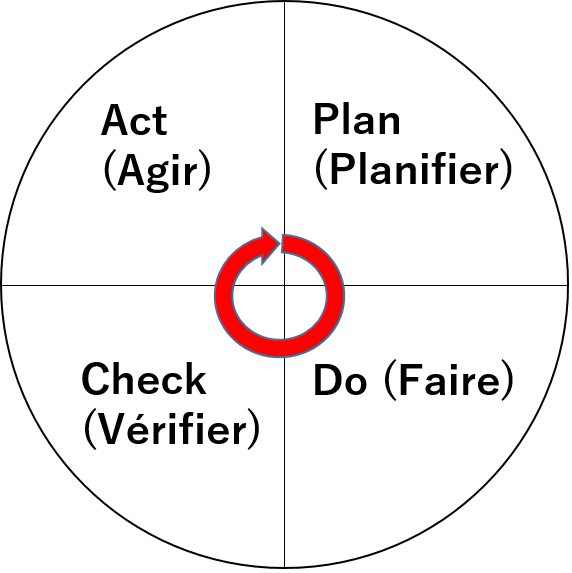 Act
(Agir)
Plan
(Planifier)
Check
(Vérifier)
Do (Faire)